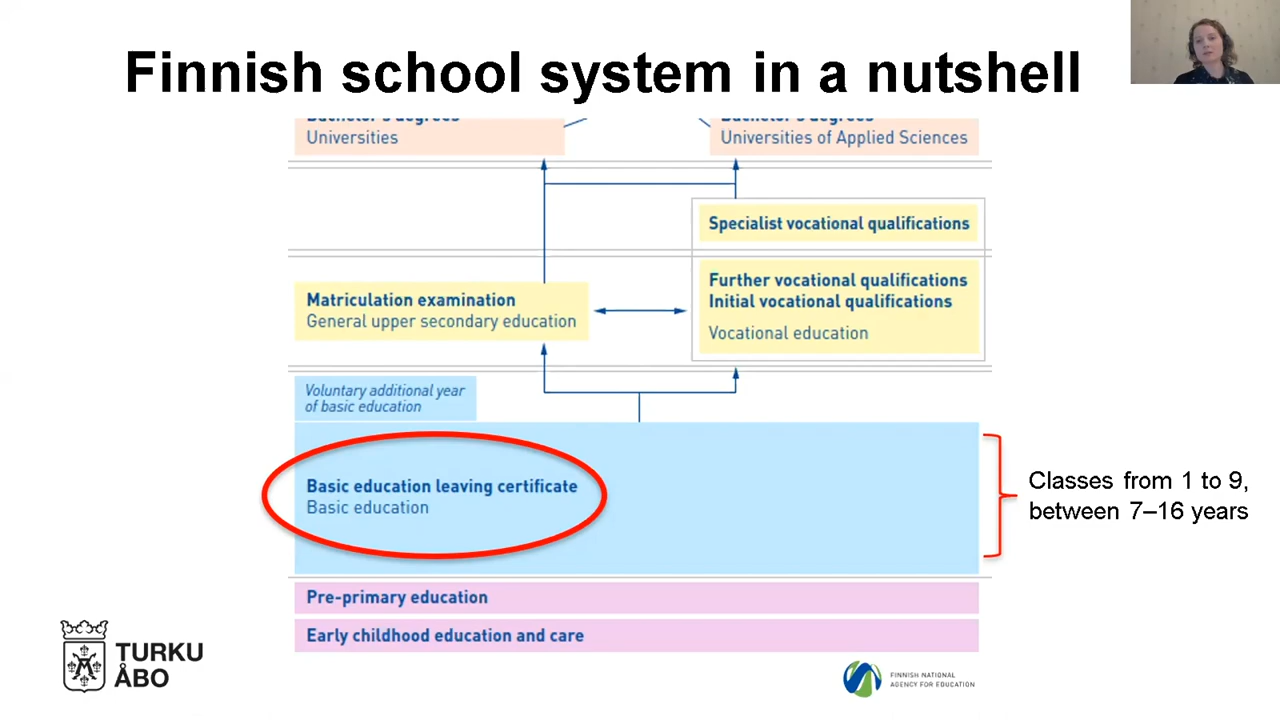 Finnish school system in a nutshell
Bachelor's degrees
Universities
Bachelor's degrees
Universities of Applied Sciences
Specialist vocational qualifications
Further vocational qualifications
Initial vocational qualifications
Vocational education
Matriculation examination
General upper secondary education
Voluntary additional year
of basic education
Basic education leaving certificate
Basic education
Classes from 1 to 9,
between 7–16 years
Pre-primary education
Early childhood education and care
TURKU
ÅBO
FINNISH NATIONAL
AGENCY FOR EDUCATION